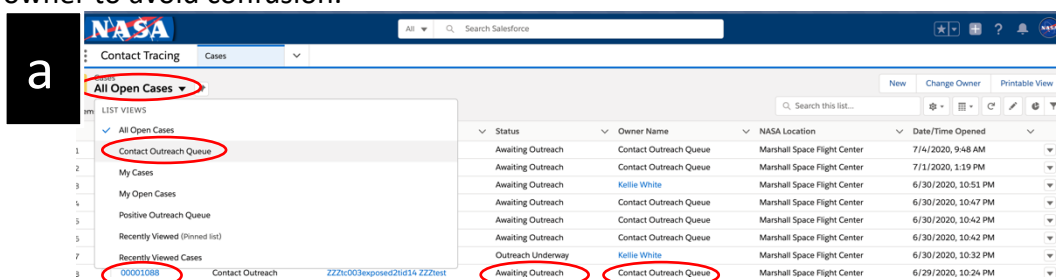 owner to avoid confusion.
a
NASA
All Search Salesforce
Contact Tracing Cases
Cases
All Open Cases
New Change Owner Printable View
Search this list...
LIST VIEWS
All Open Cases
Contact Outreach Queue
My Cases
My Open Cases
Positive Outreach Queue
Recently Viewed (Pinned list)
Recently Viewed Cases
Status Owner Name NASA Location Date/Time Opened
1 Awaiting Outreach Contact Outreach Queue Marshall Space Flight Center 7/4/2020, 9:48 AM
2 Awaiting Outreach Contact Outreach Queue Marshall Space Flight Center 7/1/2020, 1:19 PM
3 Awaiting Outreach Kellie White Marshall Space Flight Center 6/30/2020, 10:51 PM
4 Awaiting Outreach Contact Outreach Queue Marshall Space Flight Center 6/30/2020, 10:47 PM
5 Awaiting Outreach Contact Outreach Queue Marshall Space Flight Center 6/30/2020, 10:42 PM
6 Awaiting Outreach Contact Outreach Queue Marshall Space Flight Center 6/30/2020, 10:42 PM
7 Outreach Underway Kellie White Marshall Space Flight Center 6/30/2020, 10:32 PM
8 00001088 Contact Outreach ZZZtc003exposed2tid14 ZZZtest Awaiting Outreach Contact Outreach Queue Marshall Space Flight Center 6/29/2020, 10:24 PM